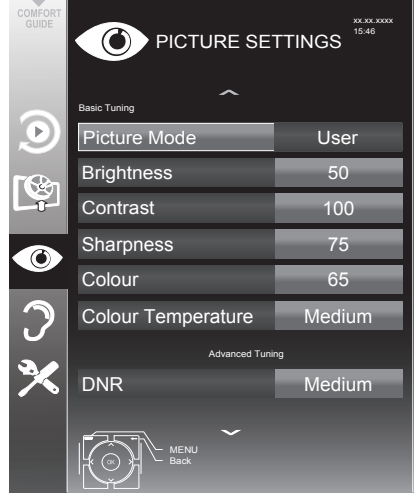 COMFORT
GUIDE
PICTURE SETTINGS
xx.xx.xxxx
15:46
Basic Tuning
Picture Mode User
Brightness 50
Contrast 100
Sharpness 75
Colour 65
Colour Temperature Medium
Advanced Tuning
DNR Medium
OK
MENU
Back